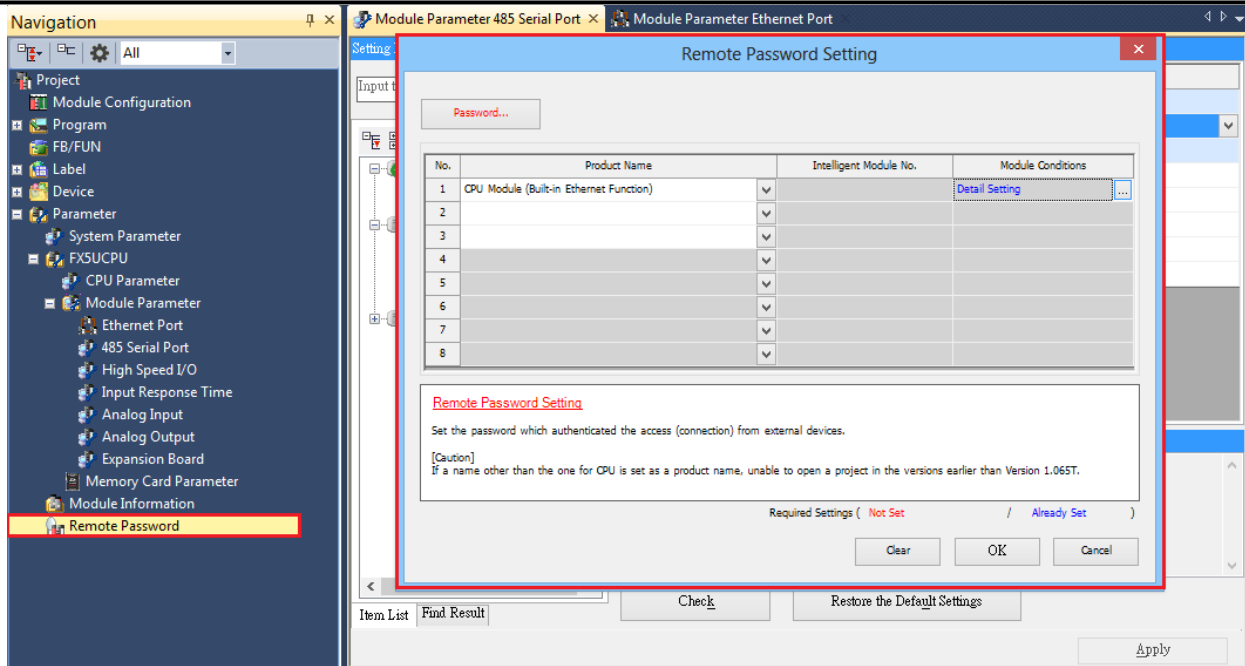 Navigation
All
Project
Module Configuration
Program
FB/FUN
Label
Device
Parameter
System Parameter
FX5UCPU
CPU Parameter
Module Parameter
Ethernet Port
485 Serial Port
High Speed I/O
Input Response Time
Analog Input
Analog Output
Expansion Board
Memory Card Parameter
Module Information
Remote Password
Module Parameter 485 Serial Port
Module Parameter Ethernet Port
Setting
Input t
Remote Password Setting
Password...
No. Product Name Intelligent Module No. Module Conditions
1 CPU Module (Built-in Ethernet Function) Detail Setting ...
2
3
4
5
6
7
8
Remote Password Setting
Set the password which authenticated the access (connection) from external devices.
[Caution]
If a name other than the one for CPU is set as a product name, unable to open a project in the versions earlier than Version 1.065T.
Required Settings ( Not Set / Already Set )
Clear OK Cancel
Item List Find Result
Check Restore the Default Settings
Apply